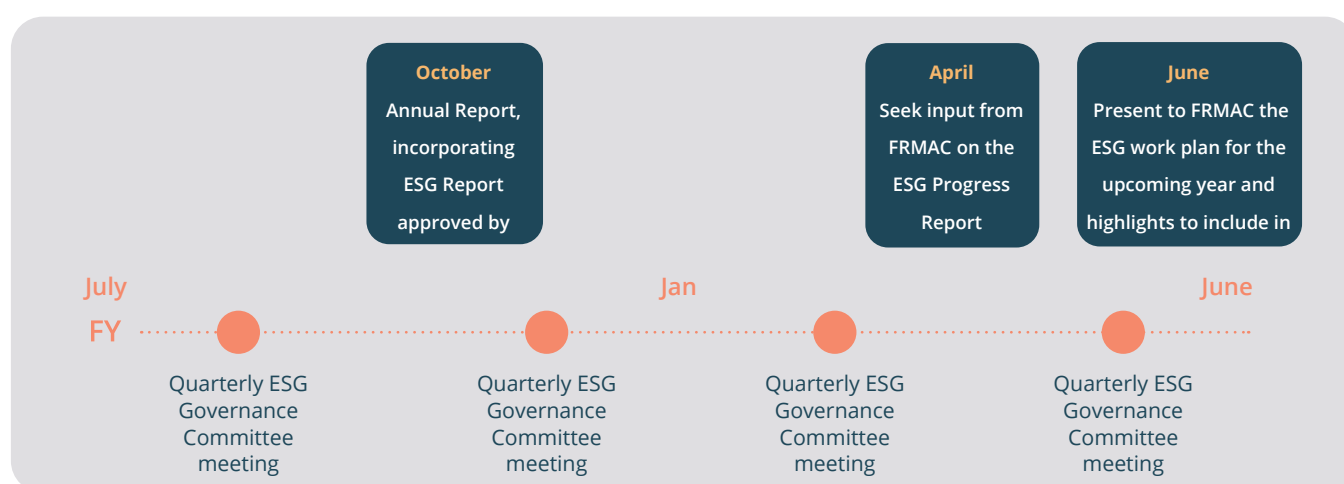 October
Annual Report,
incorporating
ESG Report
approved by
April
Seek input from
FRMAC on the
ESG Progress
Report
June
Present to FRMAC the
ESG work plan for the
upcoming year and
highlights to include in
July
Jan
June
FY
Quarterly ESG
Governance
Committee
meeting
Quarterly ESG
Governance
Committee
meeting
Quarterly ESG
Governance
Committee
meeting
Quarterly ESG
Governance
Committee
meeting